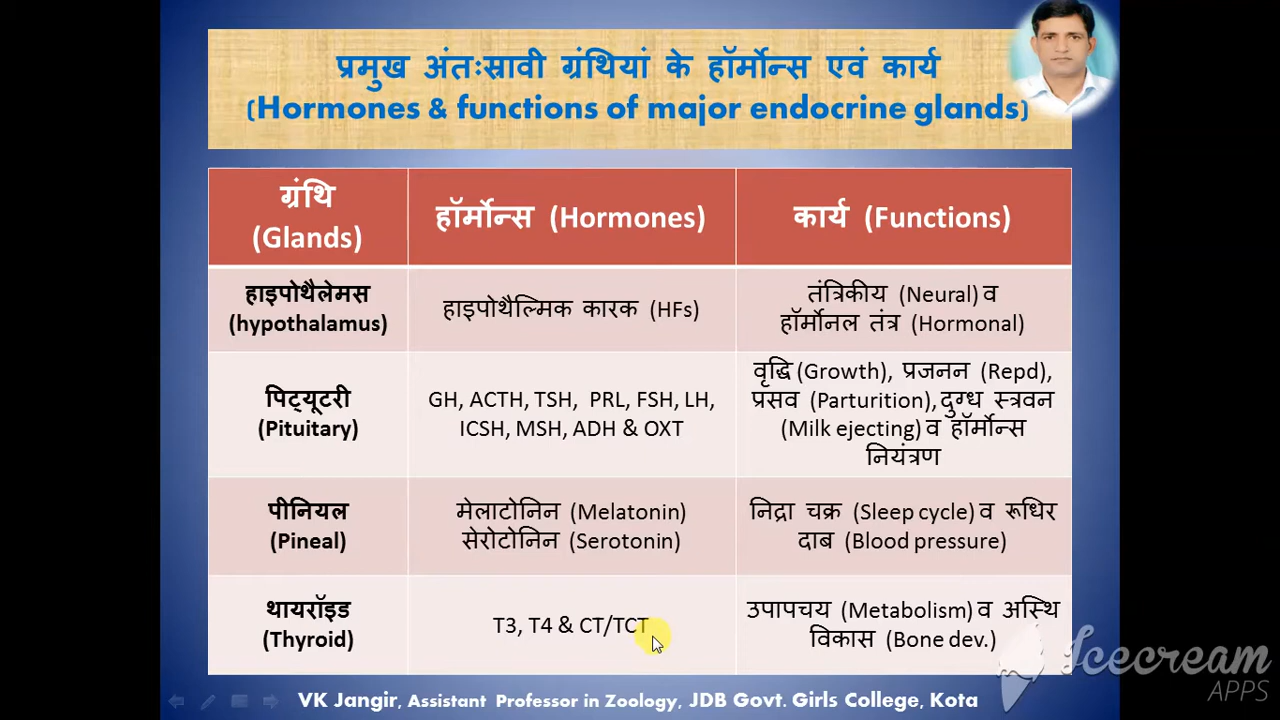 प्रमुख अंतःस्रावी ग्रंथियां के हॉर्मोन्स एवं कार्य
(Hormones & functions of major endocrine glands)
ग्रंथि
(Glands)
हॉर्मोन्स (Hormones)
कार्य (Functions)
हाइपोथैलेमस
(hypothalamus)
हाइपोथैल्मिक कारक (HFs)
तंत्रिकीय (Neural) व
हॉर्मोनल तंत्र (Hormonal)
पिट्यूटरी
(Pituitary)
GH, ACTH, TSH, PRL, FSH, LH,
ICSH, MSH, ADH & OXT
वृद्धि (Growth), प्रजनन (Repd),
प्रसव (Parturition), दुग्ध स्त्रवन
(Milk ejecting) व हॉर्मोन्स
नियंत्रण
पीनियल
(Pineal)
मेलाटोनिन (Melatonin)
सेरोटोनिन (Serotonin)
निद्रा चक्र (Sleep cycle) व रूधिर
दाब (Blood pressure)
थायरॉइड
(Thyroid)
T3, T4 & CT/TCT
उपापचय (Metabolism) व अस्थि
विकास (Bone dev.)
Icecream
APPS
VK Jangir, Assistant Professor in Zoology, JDB Govt. Girls College, Kota